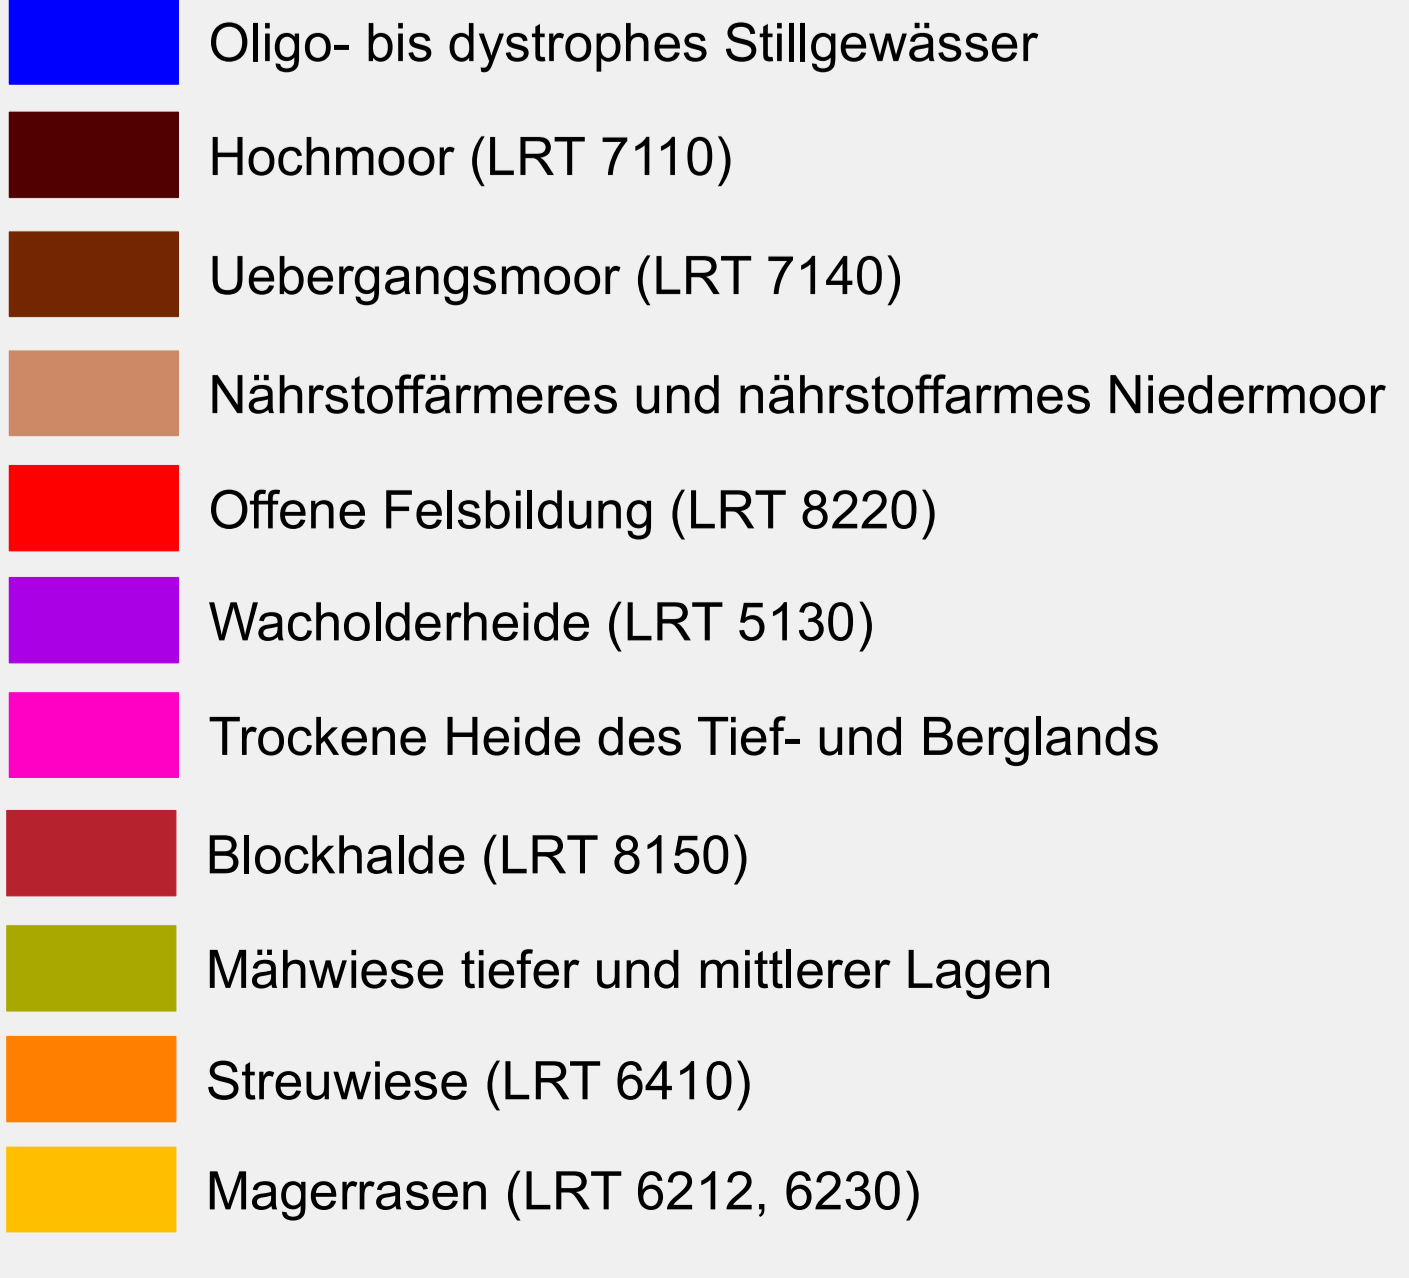 Oligo- bis dystrophes Stillgewässer
Hochmoor (LRT 7110)
Uebergangsmoor (LRT 7140)
Nährstoffärmeres und nährstoffarmes Niedermoor
Offene Felsbildung (LRT 8220)
Wacholderheide (LRT 5130)
Trockene Heide des Tief- und Berglands
Blockhalde (LRT 8150)
Mähwiese tiefer und mittlerer Lagen
Streuwiese (LRT 6410)
Magerrasen (LRT 6212, 6230)